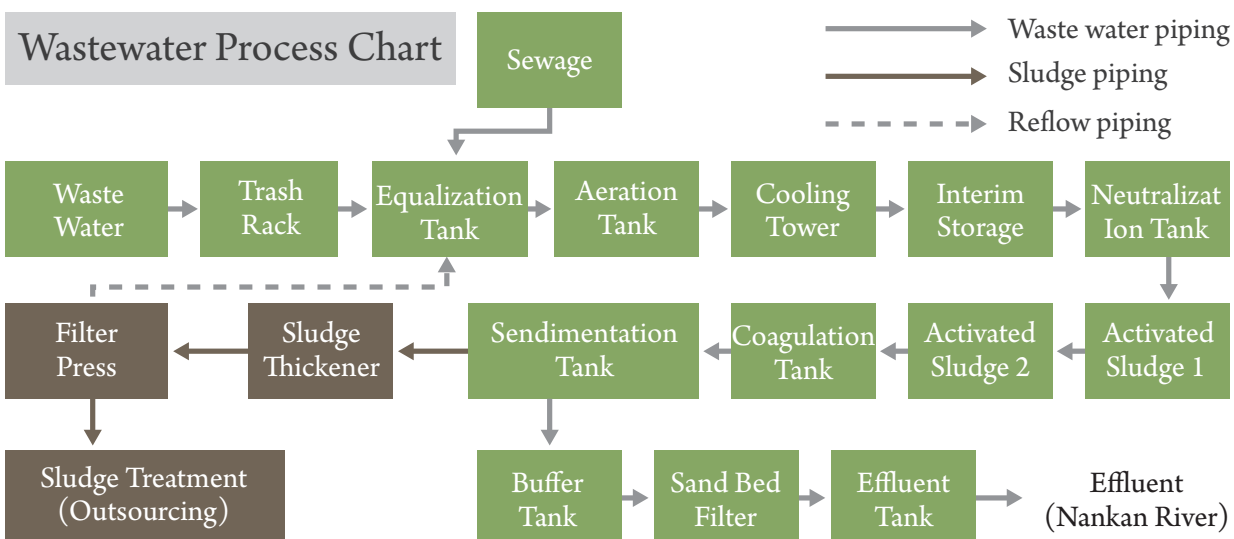 Wastewater Process Chart
Sewage
Waste water piping
Sludge piping
Reflow piping
Waste
Water
Trash
Rack
Equalization
Tank
Aeration
Tank
Cooling
Tower
Interim
Storage
Neutralizat
Ion Tank
Filter
Press
Sludge
Thickener
Sendimentation
Tank
Coagulation
Tank
Activated
Sludge 2
Activated
Sludge 1
Sludge Treatment
(Outsourcing)
Buffer
Tank
Sand Bed
Filter
Effluent
Tank
Effluent
(Nankan River)